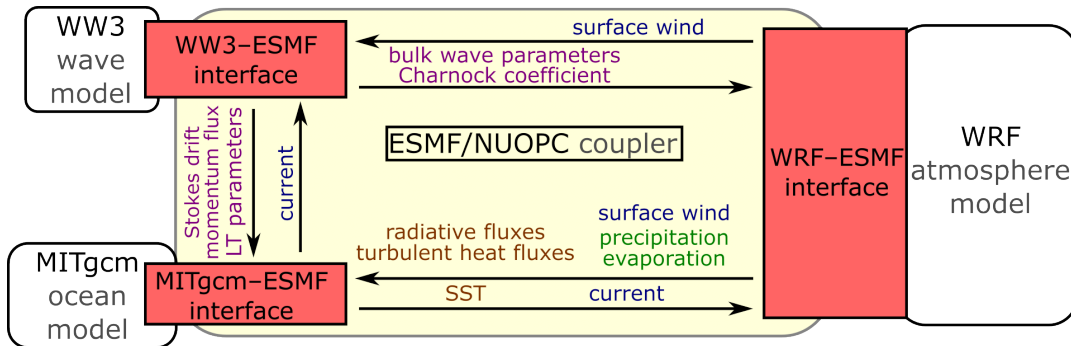 WW3
wave
model
WW3–ESMF
interface
surface wind
bulk wave parameters
Charnock coefficient
Stokes drift
momentum flux
LT parameters
current
ESMF/NUOPC coupler
WRF–ESMF
interface
WRF
atmosphere
model
radiative fluxes
turbulent heat fluxes
surface wind
precipitation
evaporation
SST
current
MITgcm
ocean
model
MITgcm–ESMF
interface